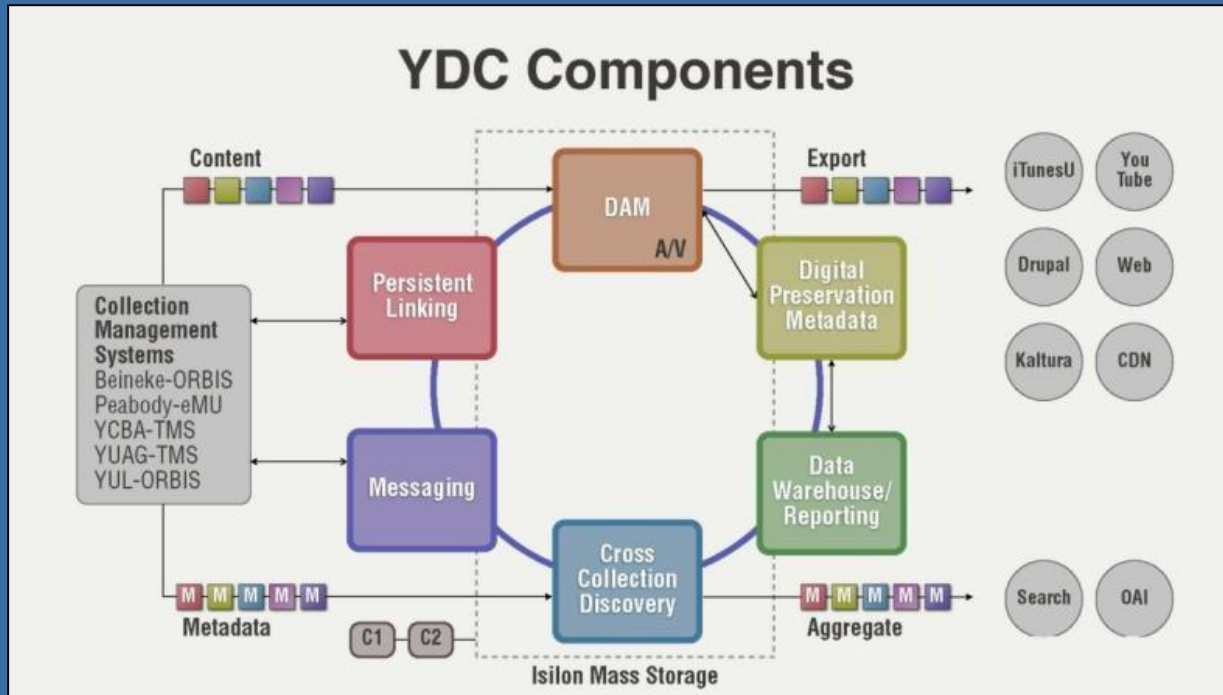 YDC Components
Content
Export
DAM
A/V
iTunesU
You
Tube
Persistent
Linking
Digital
Preservation
Metadata
Drupal
Web
Collection
Management
Systems
Beineke-ORBIS
Peabody-eMU
YCBA-TMS
YUAG-TMS
YUL-ORBIS
Kaltura
CDN
Messaging
Data
Warehouse/
Reporting
Cross
Collection
Discovery
M M M M M
Metadata
M M M M M
Aggregate
Search
OAI
C1
C2
Isilon Mass Storage